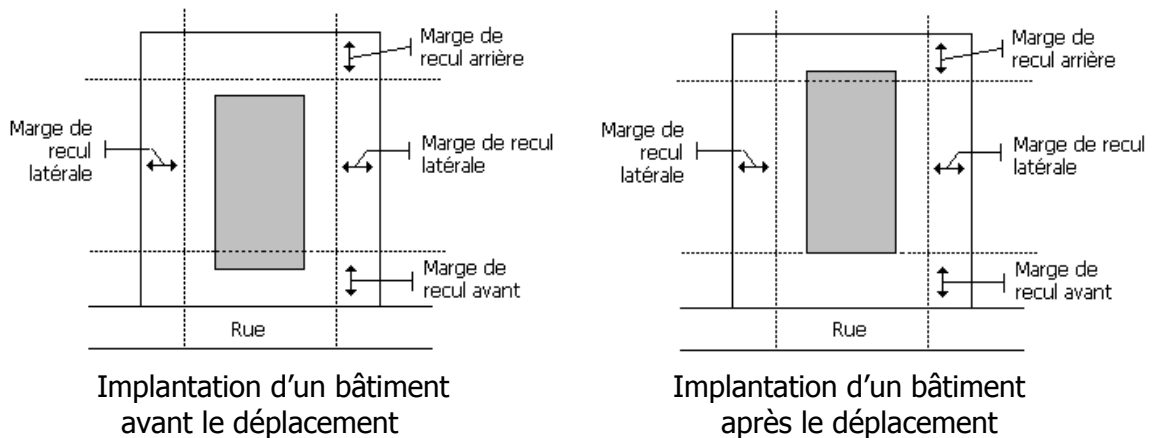 Marge de
recul arrière
Marge de
recul
latérale
Marge de recul
latérale
Marge de
recul avant
Rue
Implantation d’un bâtiment
avant le déplacement
Marge de
recul arrière
Marge de
recul
latérale
Marge de recul
latérale
Marge de
recul avant
Rue
Implantation d’un bâtiment
après le déplacement